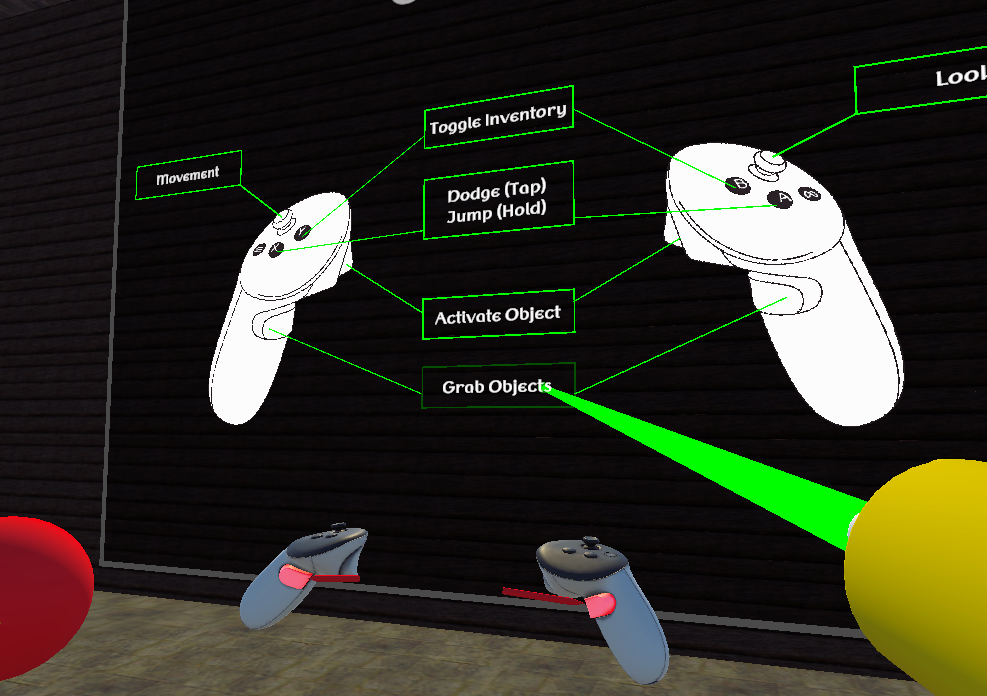 Toggle Inventory
Look
Movement
Dodge (Tap)
Jump (Hold)
B
A
Y
X
Activate Object
Grab Objects